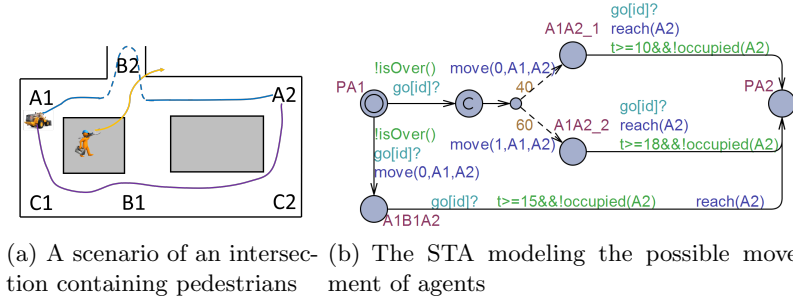 B2
A1
A2
C1
B1
C2
go[id]?
A1A2_1
reach(A2)
t>=10&&!occupied(A2)
!isOver()
move(0,A1,A2)
PA1
go[id]?
40
PA2
C
60
go[id]?
!isOver()
A1A2_2
reach(A2)
go[id]?
move(1,A1,A2)
t>=18&&!occupied(A2)
move(0,A1,A2)
go[id]?
t>=15&&!occupied(A2)
reach(A2)
A1B1A2
(a) A scenario of an intersec-
tion containing pedestrians
(b) The STA modeling the possible move
ment of agents